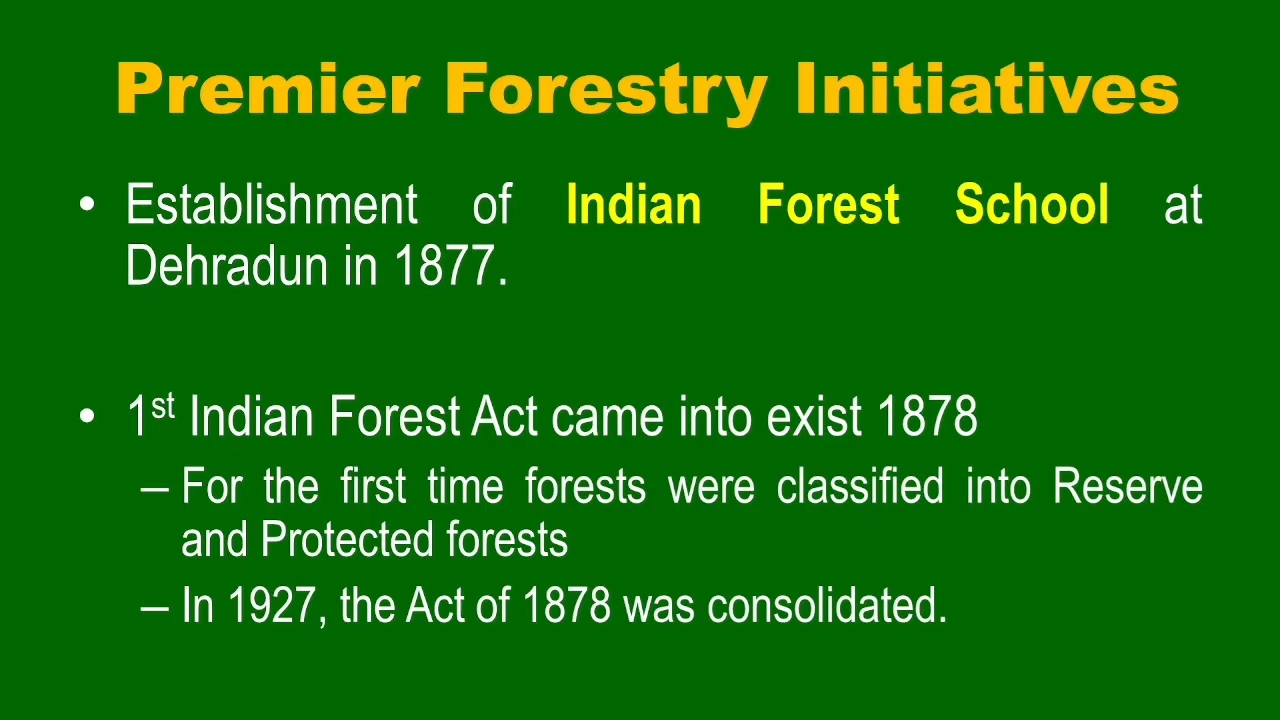 Premier Forestry Initiatives
• Establishment of Indian Forest School at
Dehradun in 1877.
• 1st Indian Forest Act came into exist 1878
– For the first time forests were classified into Reserve
and Protected forests
– In 1927, the Act of 1878 was consolidated.